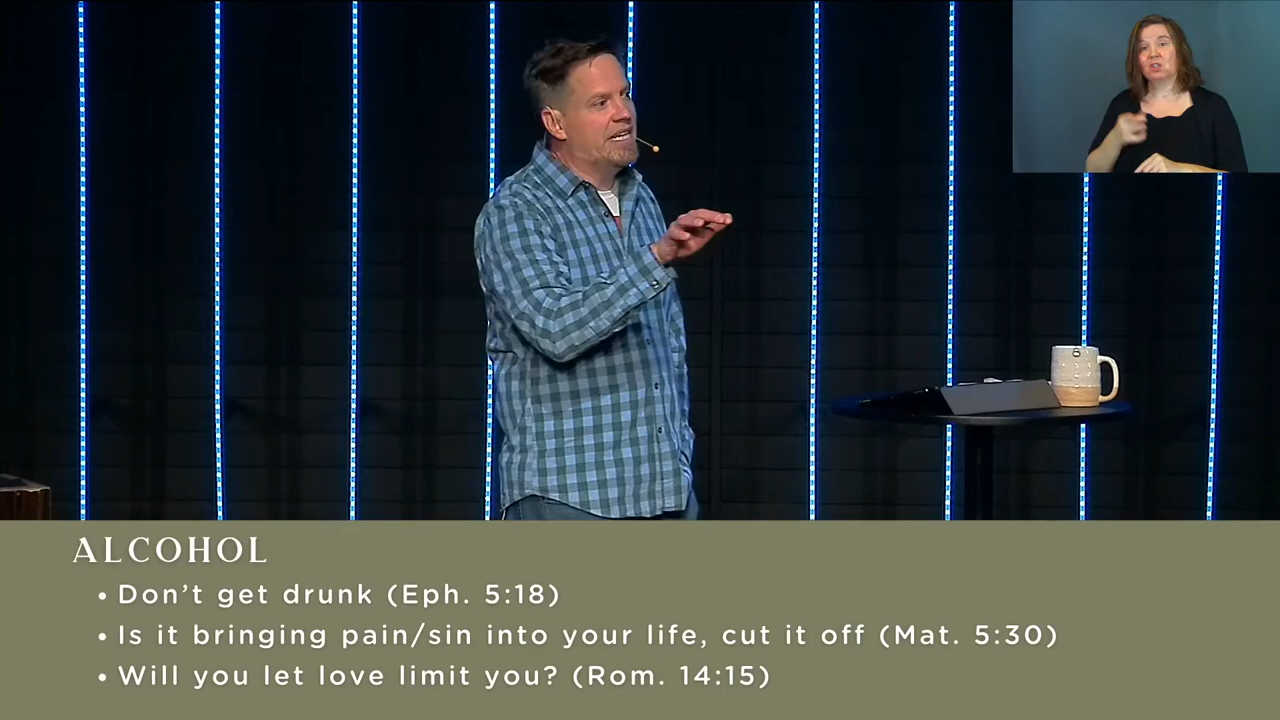 ALCOHOL
• Don’t get drunk (Eph. 5:18)
• Is it bringing pain/sin into your life, cut it off (Mat. 5:30)
• Will you let love limit you? (Rom. 14:15)